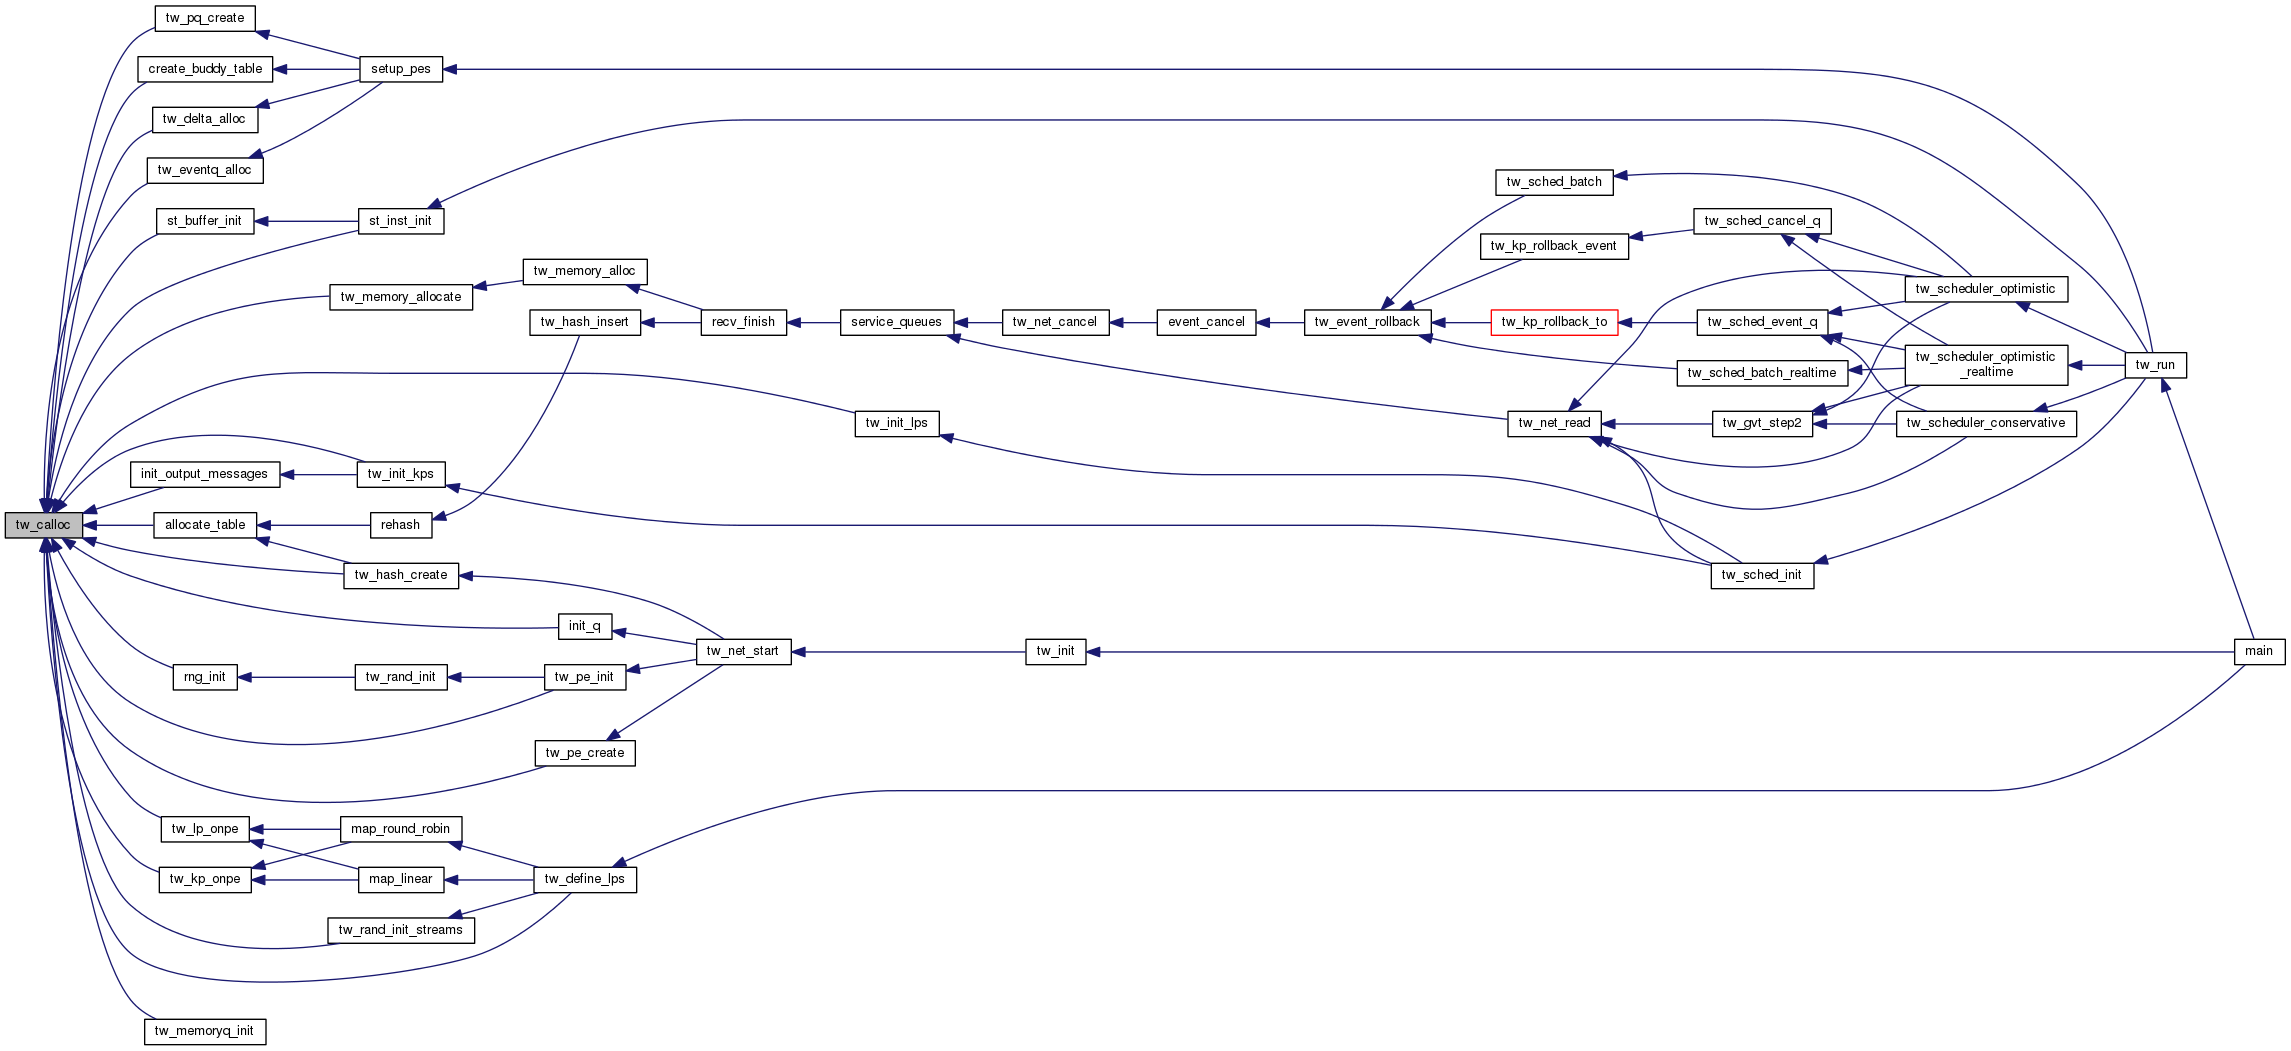 tw_pq_create
create_buddy_table
setup_pes
tw_delta_alloc
tw_eventq_alloc
tw_sched_batch
st_buffer_init
st_inst_init
tw_sched_cancel_q
tw_kp_rollback_event
tw_memory_alloc
tw_memory_allocate
tw_scheduler_optimistic
tw_hash_insert
recv_finish
service_queues
tw_net_cancel
event_cancel
tw_event_rollback
tw_kp_rollback_to
tw_sched_event_q
tw_scheduler_optimistic
_realtime
tw_run
tw_sched_batch_realtime
tw_init_lps
tw_net_read
tw_gvt_step2
tw_scheduler_conservative
init_output_messages
tw_init_kps
tw_calloc
allocate_table
rehash
tw_hash_create
tw_sched_init
init_q
tw_net_start
tw_init
main
rng_init
tw_rand_init
tw_pe_init
tw_pe_create
tw_lp_onpe
map_round_robin
tw_kp_onpe
map_linear
tw_define_lps
tw_rand_init_streams
tw_memoryq_init